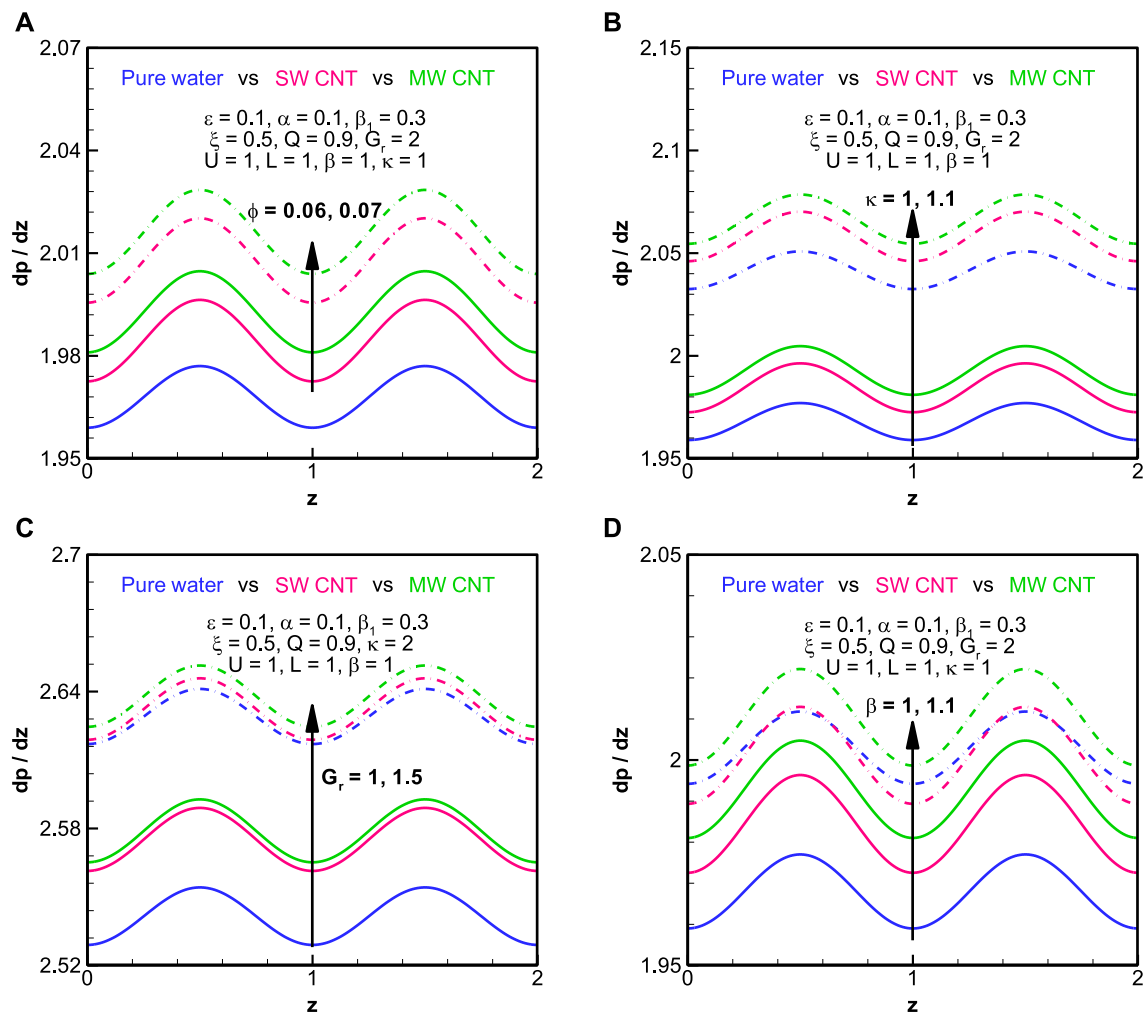 A
2.07
Pure water vs SW CNT vs MW CNT
ε = 0.1, α = 0.1, β₁ = 0.3
ξ = 0.5, Q = 0.9, Gᵣ = 2
U = 1, L = 1, β = 1, κ = 1
2.04
ϕ = 0.06, 0.07
2.01
dp / dz
1.98
1.95
0
1
2
z
B
2.15
Pure water vs SW CNT vs MW CNT
ε = 0.1, α = 0.1, β₁ = 0.3
ξ = 0.5, Q = 0.9, Gᵣ = 2
U = 1, L = 1, β = 1
2.1
κ = 1, 1.1
2.05
dp / dz
2
1.95
0
1
2
z
C
2.7
Pure water vs SW CNT vs MW CNT
ε = 0.1, α = 0.1, β₁ = 0.3
ξ = 0.5, Q = 0.9, κ = 2
U = 1, L = 1, β = 1
2.64
dp / dz
Gᵣ = 1, 1.5
2.58
2.52
0
1
2
z
D
2.05
Pure water vs SW CNT vs MW CNT
ε = 0.1, α = 0.1, β₁ = 0.3
ξ = 0.5, Q = 0.9, Gᵣ = 2
U = 1, L = 1, κ = 1
β = 1, 1.1
2
dp / dz
1.95
0
1
2
z